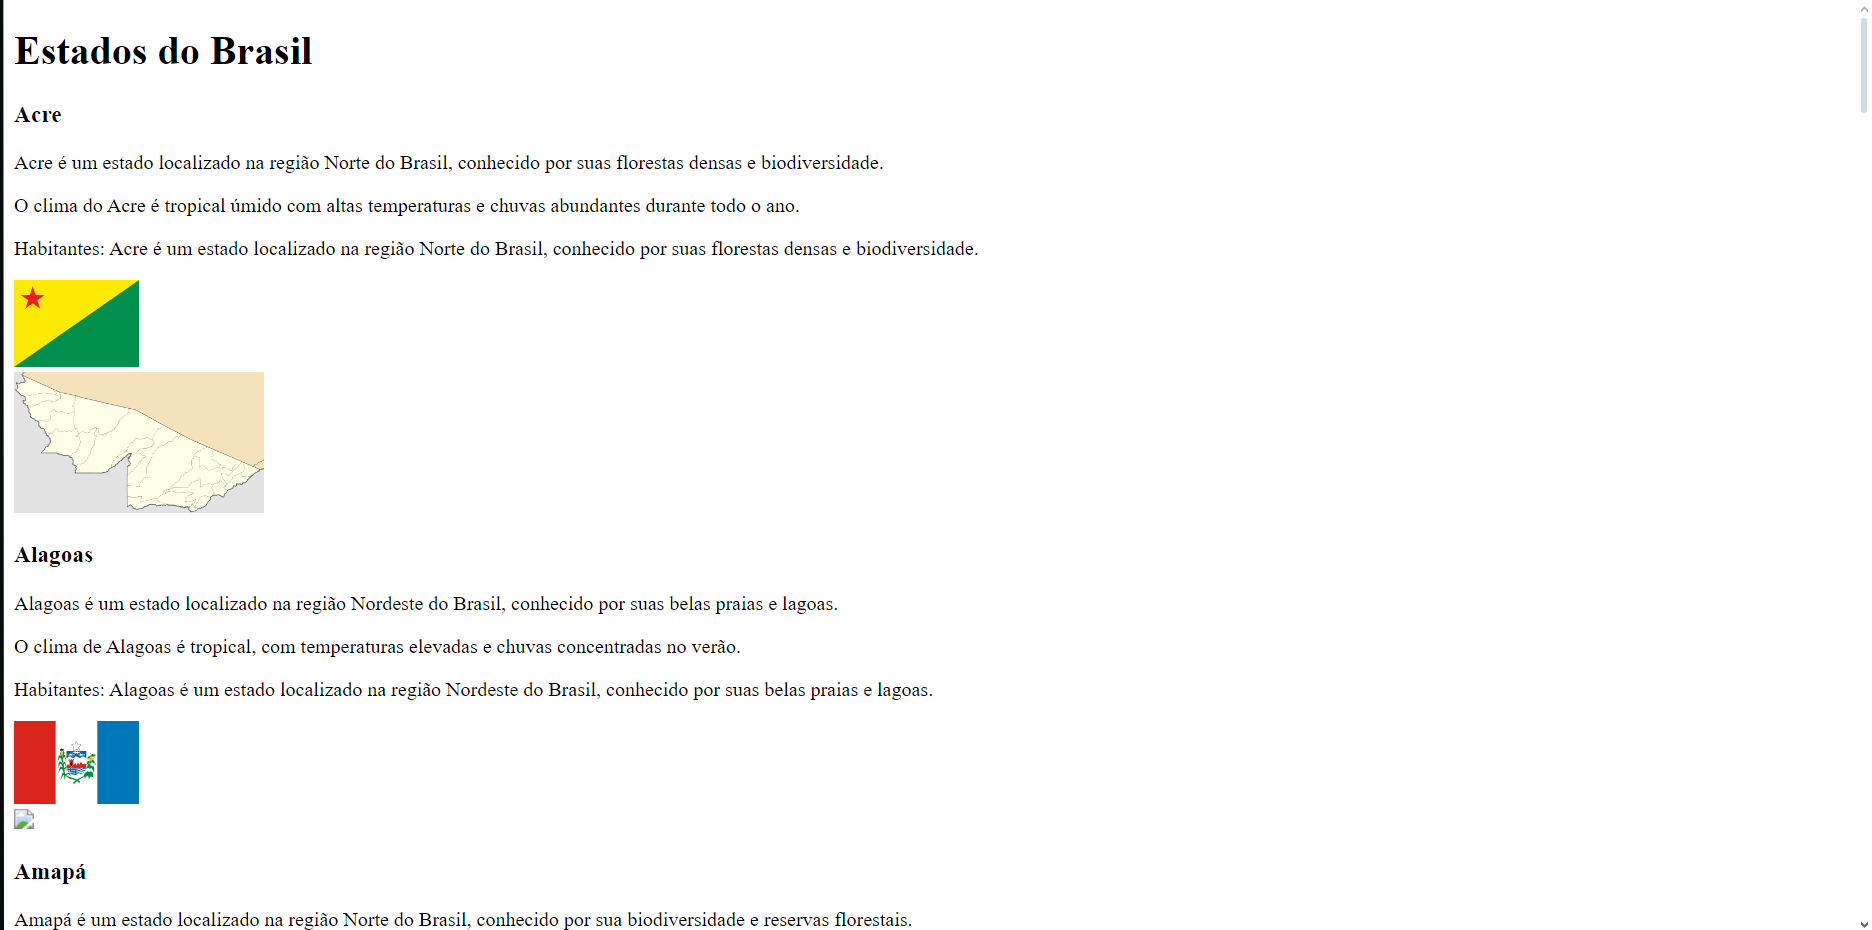 Estados do Brasil
Acre
Acre é um estado localizado na região Norte do Brasil, conhecido por suas florestas densas e biodiversidade.
O clima do Acre é tropical úmido com altas temperaturas e chuvas abundantes durante todo o ano.
Habitantes: Acre é um estado localizado na região Norte do Brasil, conhecido por suas florestas densas e biodiversidade.
Alagoas
Alagoas é um estado localizado na região Nordeste do Brasil, conhecido por suas belas praias e lagoas.
O clima de Alagoas é tropical, com temperaturas elevadas e chuvas concentradas no verão.
Habitantes: Alagoas é um estado localizado na região Nordeste do Brasil, conhecido por suas belas praias e lagoas.
Amapá
Amapá é um estado localizado na região Norte do Brasil, conhecido por sua biodiversidade e reservas florestais.